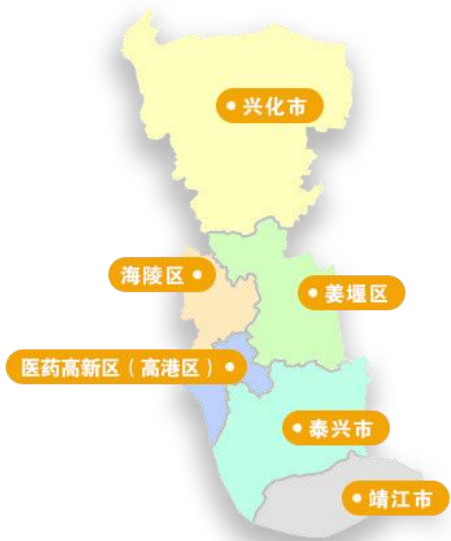 兴化市
海陵区
姜堰区
医药高新区（高港区）
泰兴市
靖江市